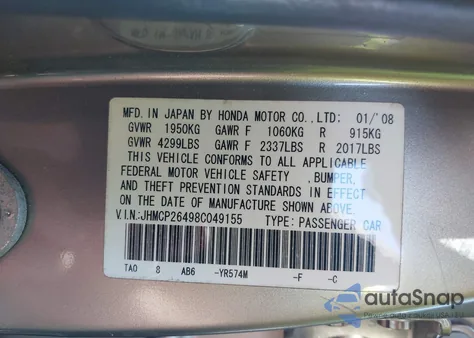 MFD. IN JAPAN BY HONDA MOTOR CO., LTD. 01/'08
GVWR 1950KG GAWR F 1060KG R 915KG
GVWR 4299LBS GAWR F 2337LBS R 2017LBS
THIS VEHICLE CONFORMS TO ALL APPLICABLE
FEDERAL MOTOR VEHICLE SAFETY, BUMPER,
AND THEFT PREVENTION STANDARDS IN EFFECT
ON THE DATE OF MANUFACTURE SHOWN ABOVE.
V.I.N:JHMCP26498C049155 TYPE: PASSENGER CAR
TAO 8 AB6 -YR574M -F -C
autoSnap